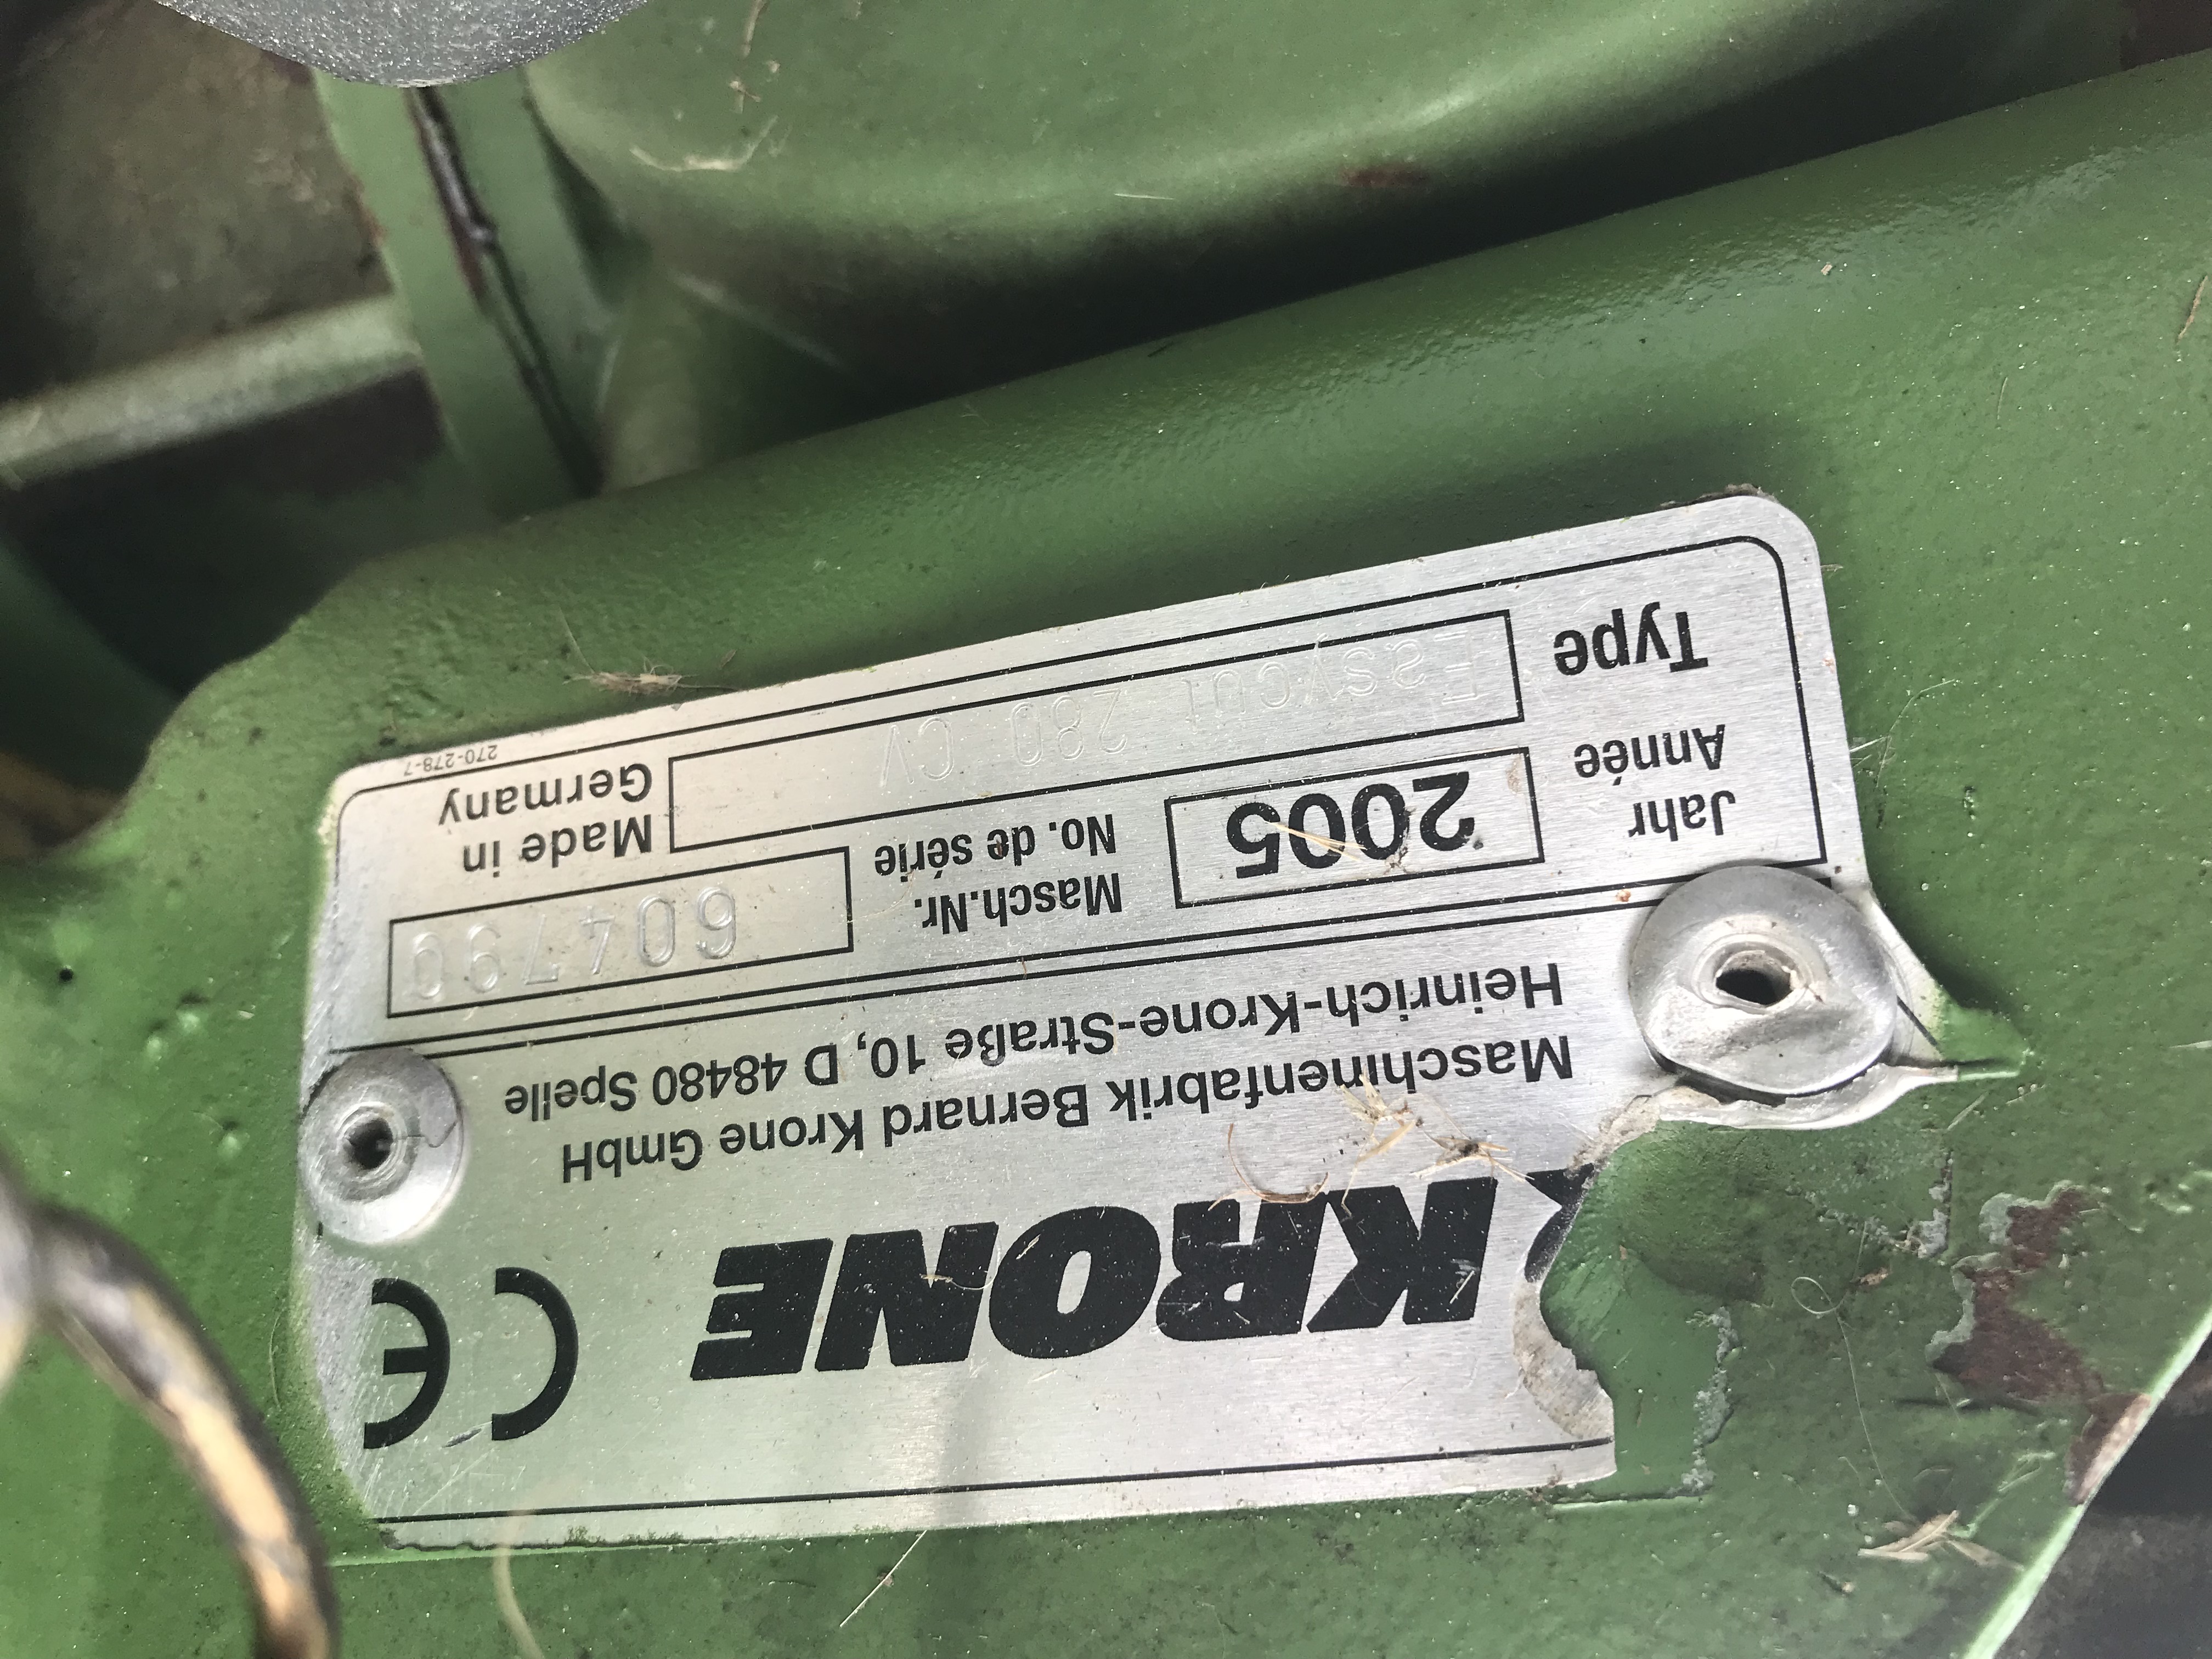 KRONE CE
Maschinenfabrik Bernard Krone GmbH
Heinrich-Krone-Straße 10, D 48480 Spelle
Jahr
Année
2005
Masch.Nr.
No. de série
604790
Type
Easycut 280 CV
Made in
Germany
270-278-7